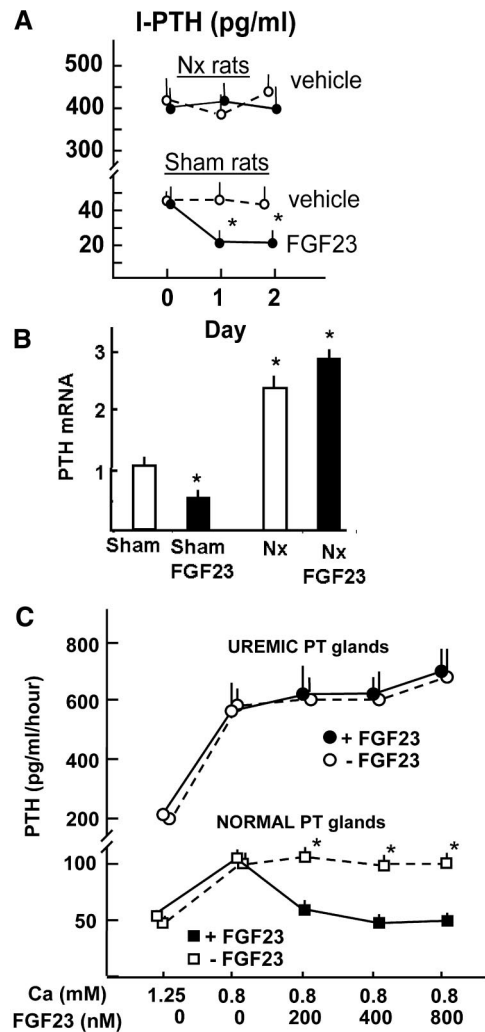 A
I-PTH (pg/ml)
500
Nx rats
vehicle
400
300
Sham rats
40
vehicle
*
*
20
FGF23
0
1
2
Day
B
3
*
*
PTH mRNA
2
1
*
Sham
Sham
FGF23
Nx
Nx
FGF23
C
800
UREMIC PT glands
600
+ FGF23
- FGF23
400
PTH (pg/ml/hour)
200
NORMAL PT glands
* * *
100
50
+ FGF23
- FGF23
Ca (mM) 1.25 0.8 0.8 0.8 0.8
FGF23 (nM) 0 0 200 400 800